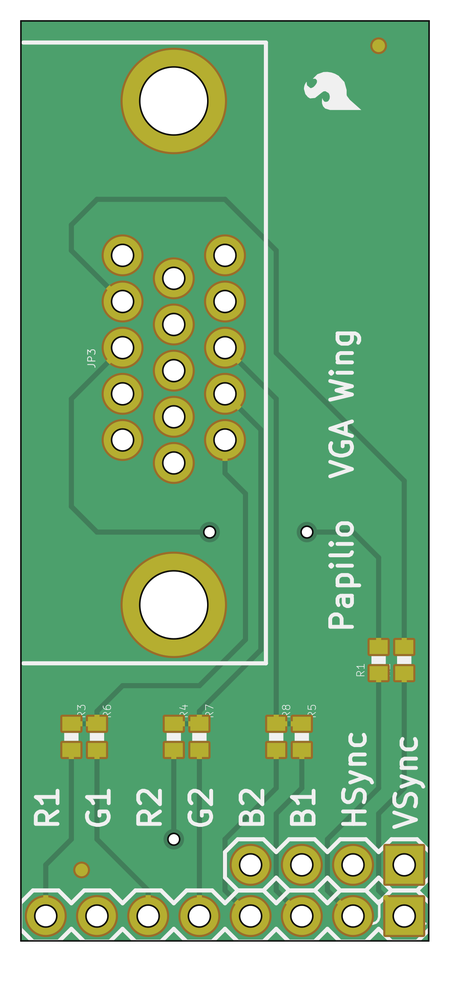 JP3
Papilio VGA Wing
R1
R3
R6
R4
R7
R8
R5
R1
G1
R2
G2
B2
B1
HSync
VSync